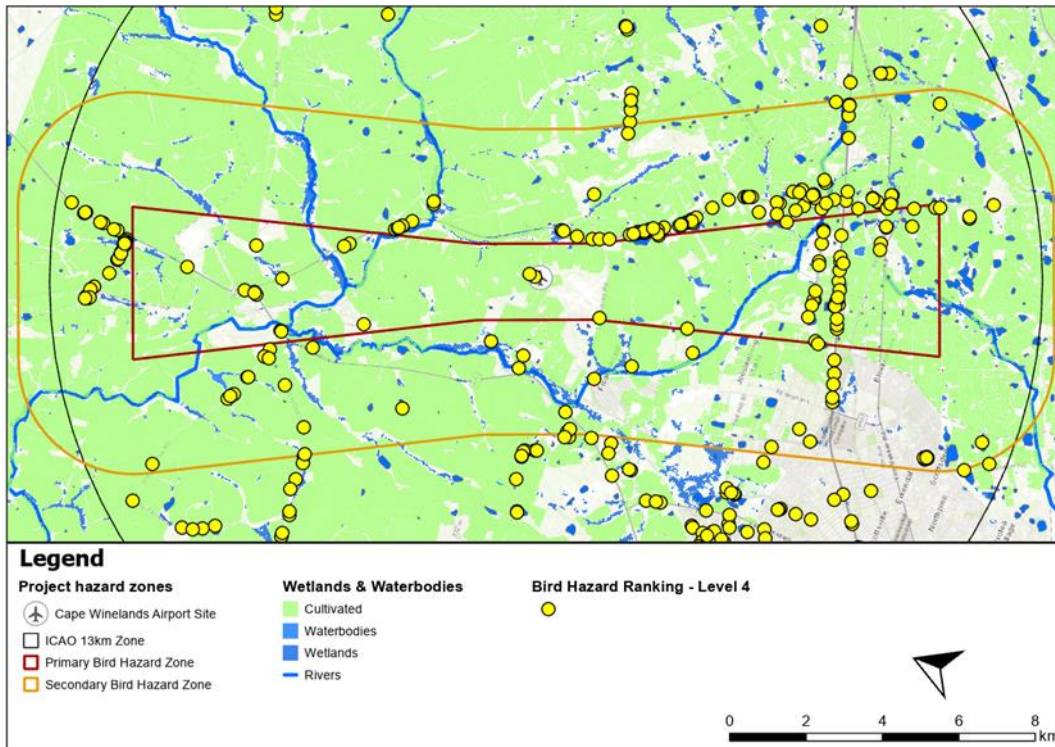 Legend
Project hazard zones
Cape Winelands Airport Site
ICAO 13km Zone
Primary Bird Hazard Zone
Secondary Bird Hazard Zone
Wetlands & Waterbodies
Cultivated
Waterbodies
Wetlands
Rivers
Bird Hazard Ranking - Level 4
0 2 4 6 8
km